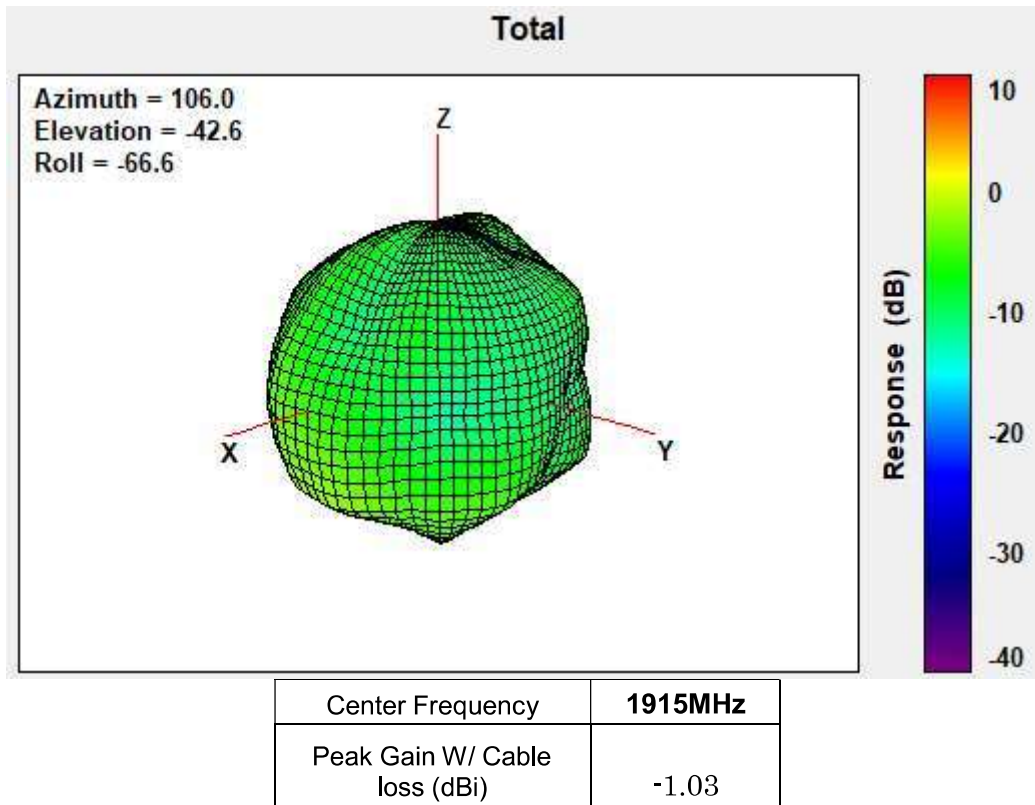 Total
Azimuth = 106.0
Elevation = -42.6
Roll = -66.6
Z
X
Y
10
0
-10
-20
-30
-40
Response (dB)
Center Frequency 1915MHz
Peak Gain W/ Cable
loss (dBi) -1.03